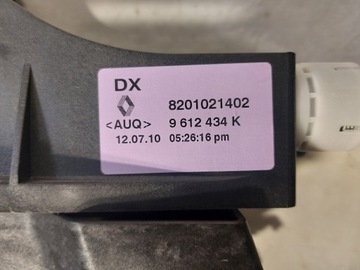 DX
8201021402
<AUQ> 9 612 434 K
12.07.10 05:26:16 pm